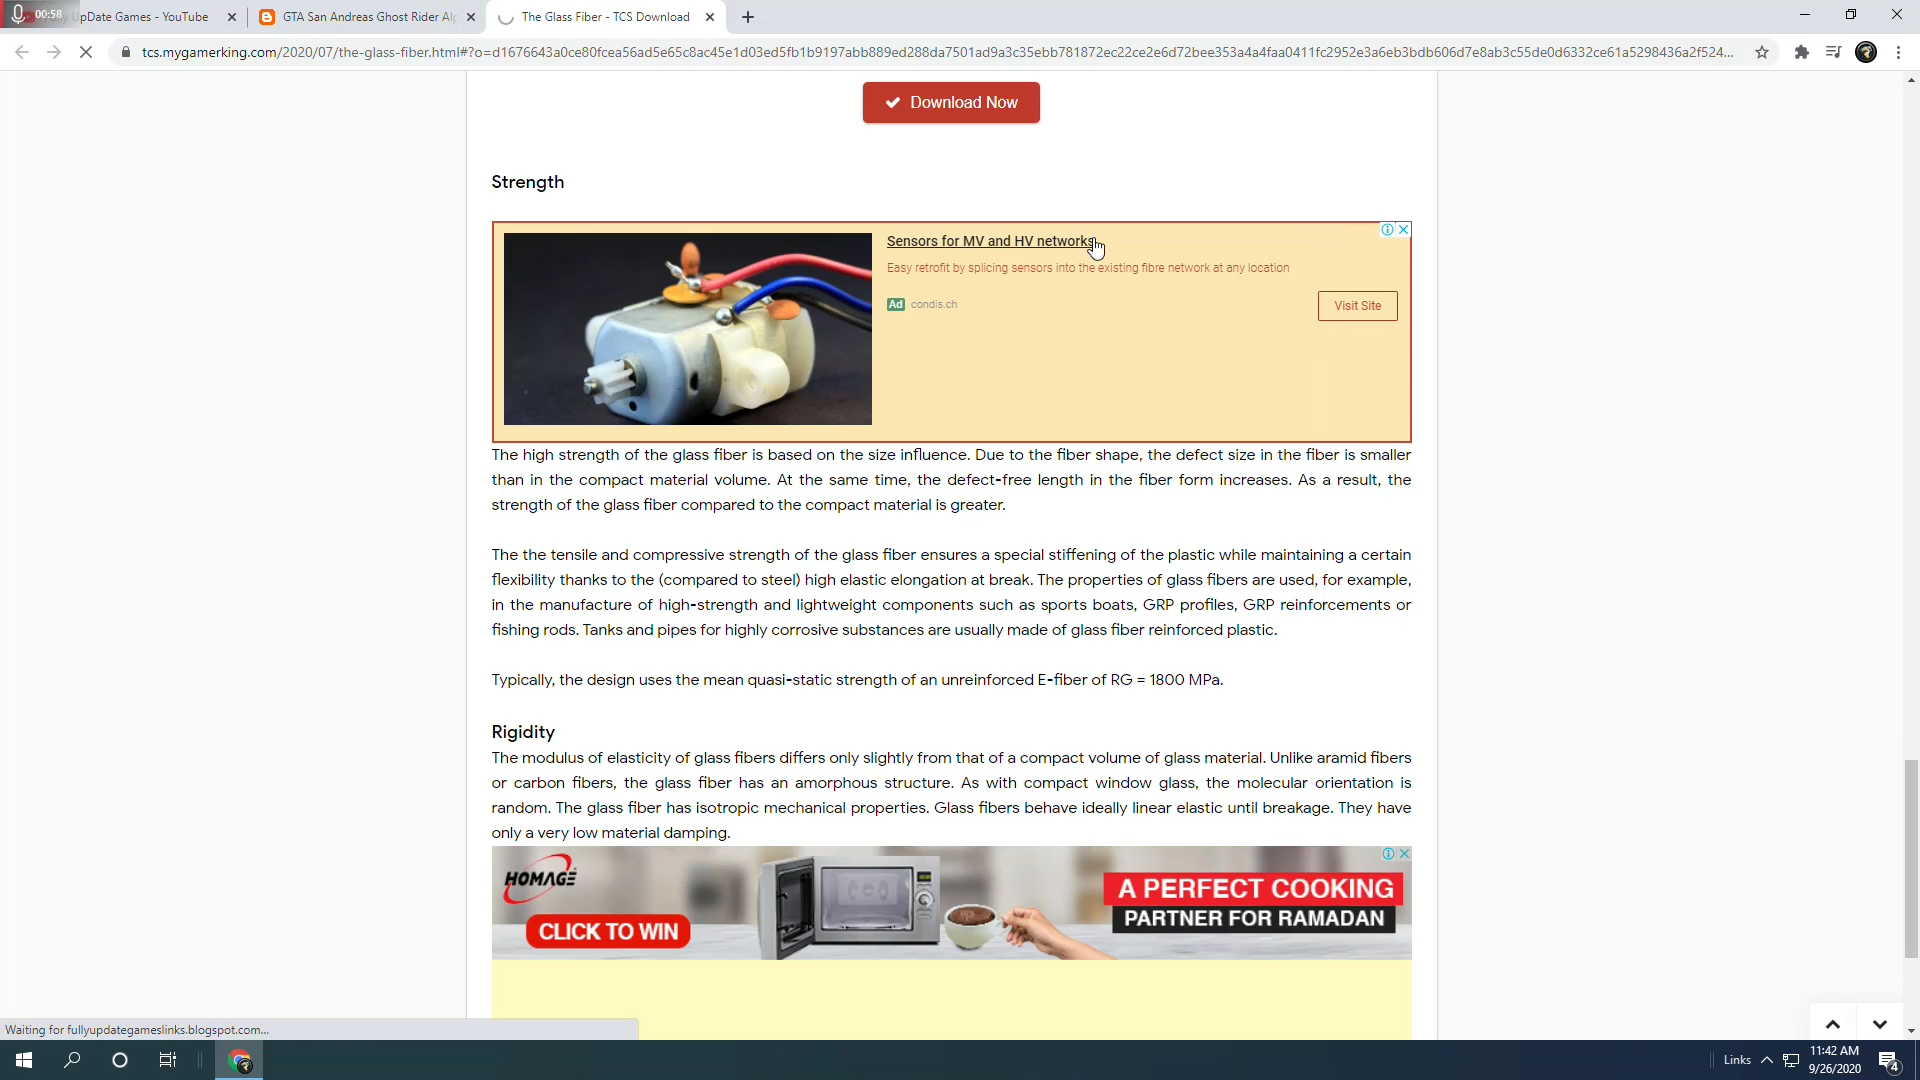 00:58
pDate Games - YouTube
GTA San Andreas Ghost Rider Al
The Glass Fiber - TCS Download
tcs.mygamerking.com/2020/07/the-glass-fiber.html#?o=d1676643a0ce80fcea56ad5e65c8ac45e1d03ed5fb1b9197abb889ed288da7501ad9a3c35ebb781872ec22ce2e6d72bee353a4a4faa0411fc2952e3a6eb3bdb606d7e8ab3c55de0d6332ce61a5298436a2f524...
Download Now
Strength
Sensors for MV and HV networks
Easy retrofit by splicing sensors into the existing fibre network at any location
Ad condis.ch
Visit Site
The high strength of the glass fiber is based on the size influence. Due to the fiber shape, the defect size in the fiber is smaller
than in the compact material volume. At the same time, the defect-free length in the fiber form increases. As a result, the
strength of the glass fiber compared to the compact material is greater.
The the tensile and compressive strength of the glass fiber ensures a special stiffening of the plastic while maintaining a certain
flexibility thanks to the (compared to steel) high elastic elongation at break. The properties of glass fibers are used, for example,
in the manufacture of high-strength and lightweight components such as sports boats, GRP profiles, GRP reinforcements or
fishing rods. Tanks and pipes for highly corrosive substances are usually made of glass fiber reinforced plastic.
Typically, the design uses the mean quasi-static strength of an unreinforced E-fiber of RG = 1800 MPa.
Rigidity
The modulus of elasticity of glass fibers differs only slightly from that of a compact volume of glass material. Unlike aramid fibers
or carbon fibers, the glass fiber has an amorphous structure. As with compact window glass, the molecular orientation is
random. The glass fiber has isotropic mechanical properties. Glass fibers behave ideally linear elastic until breakage. They have
only a very low material damping.
HOMAGE
CLICK TO WIN
A PERFECT COOKING
PARTNER FOR RAMADAN
Waiting for fullyupdategameslinks.blogspot.com...
Links
11:42 AM
9/26/2020
4